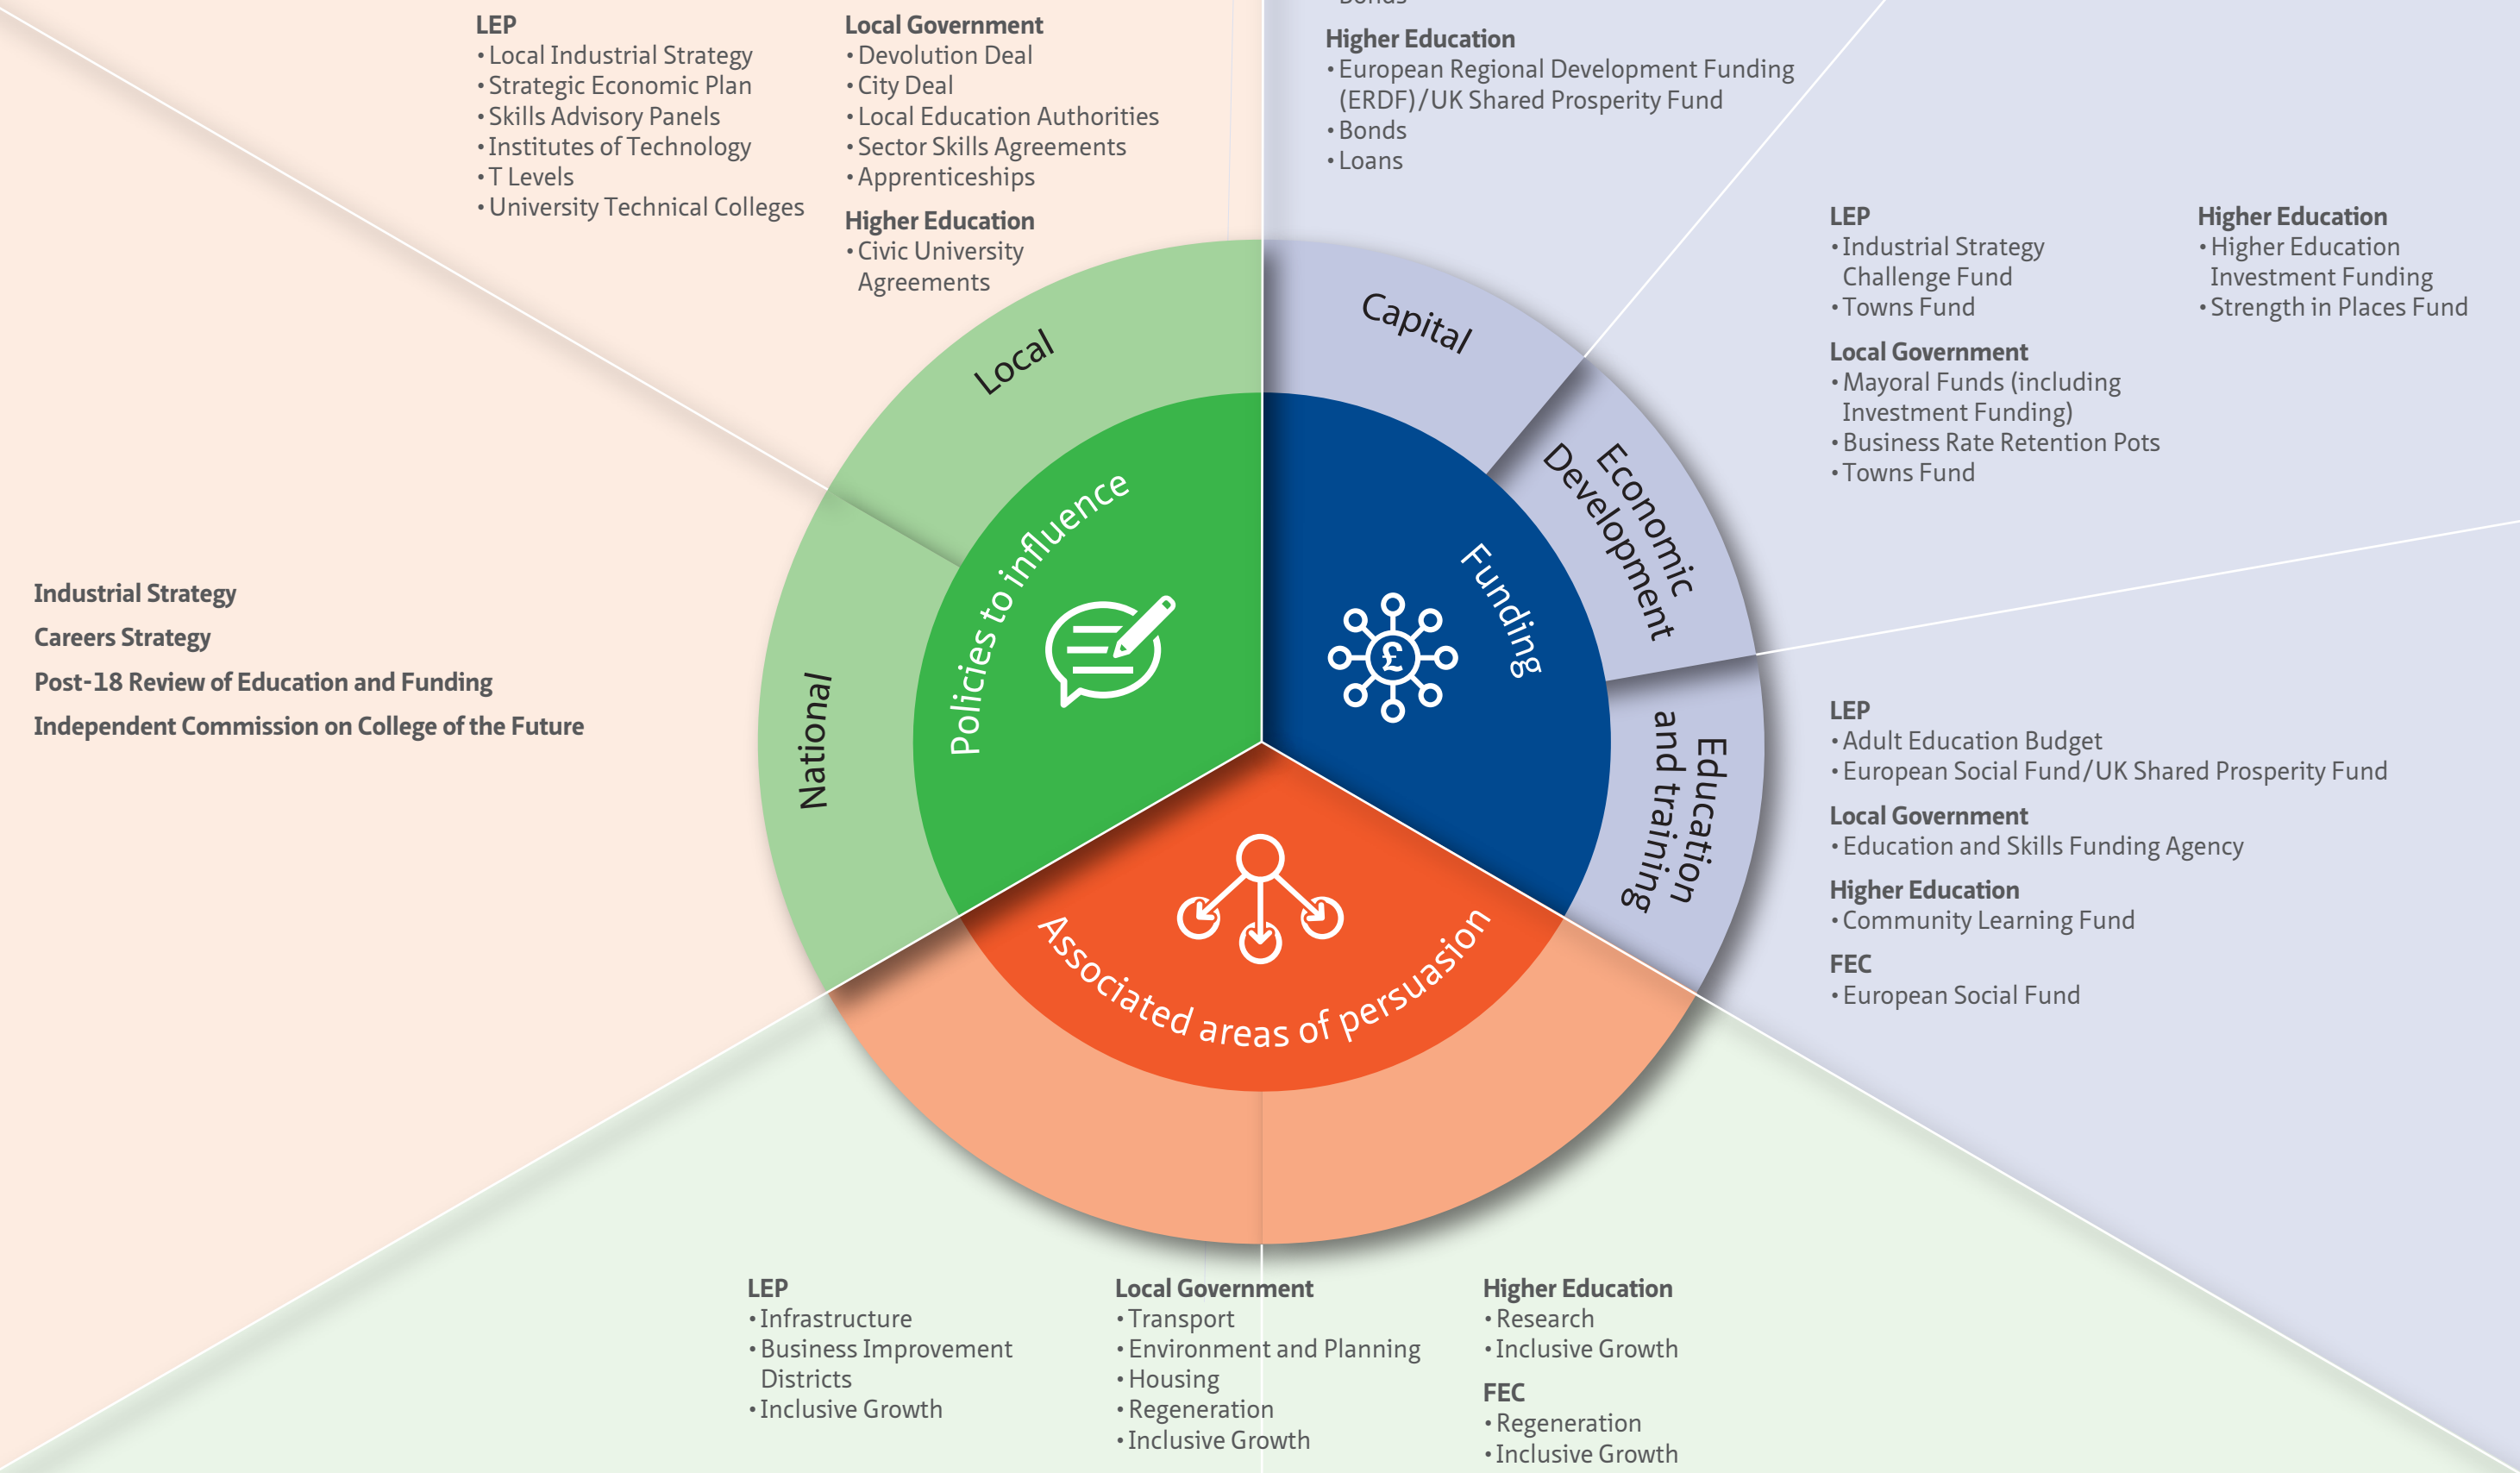 LEP
• Local Industrial Strategy
• Strategic Economic Plan
• Skills Advisory Panels
• Institutes of Technology
• T Levels
• University Technical Colleges
Local Government
• Devolution Deal
• City Deal
• Local Education Authorities
• Sector Skills Agreements
• Apprenticeships
Higher Education
• Civic University
Agreements
Bonds
Higher Education
• European Regional Development Funding
(ERDF)/UK Shared Prosperity Fund
• Bonds
• Loans
LEP
• Industrial Strategy
Challenge Fund
• Towns Fund
Local Government
• Mayoral Funds (including
Investment Funding)
• Business Rate Retention Pots
• Towns Fund
Higher Education
• Higher Education
Investment Funding
• Strength in Places Fund
Local
National
Policies to influence
Capital
Economic
Development
Education
and training
Funding
£
Associated areas of persuasion
Industrial Strategy
Careers Strategy
Post-18 Review of Education and Funding
Independent Commission on College of the Future
LEP
• Adult Education Budget
• European Social Fund/UK Shared Prosperity Fund
Local Government
• Education and Skills Funding Agency
Higher Education
• Community Learning Fund
FEC
• European Social Fund
LEP
• Infrastructure
• Business Improvement
Districts
• Inclusive Growth
Local Government
• Transport
• Environment and Planning
• Housing
• Regeneration
• Inclusive Growth
Higher Education
• Research
• Inclusive Growth
FEC
• Regeneration
• Inclusive Growth